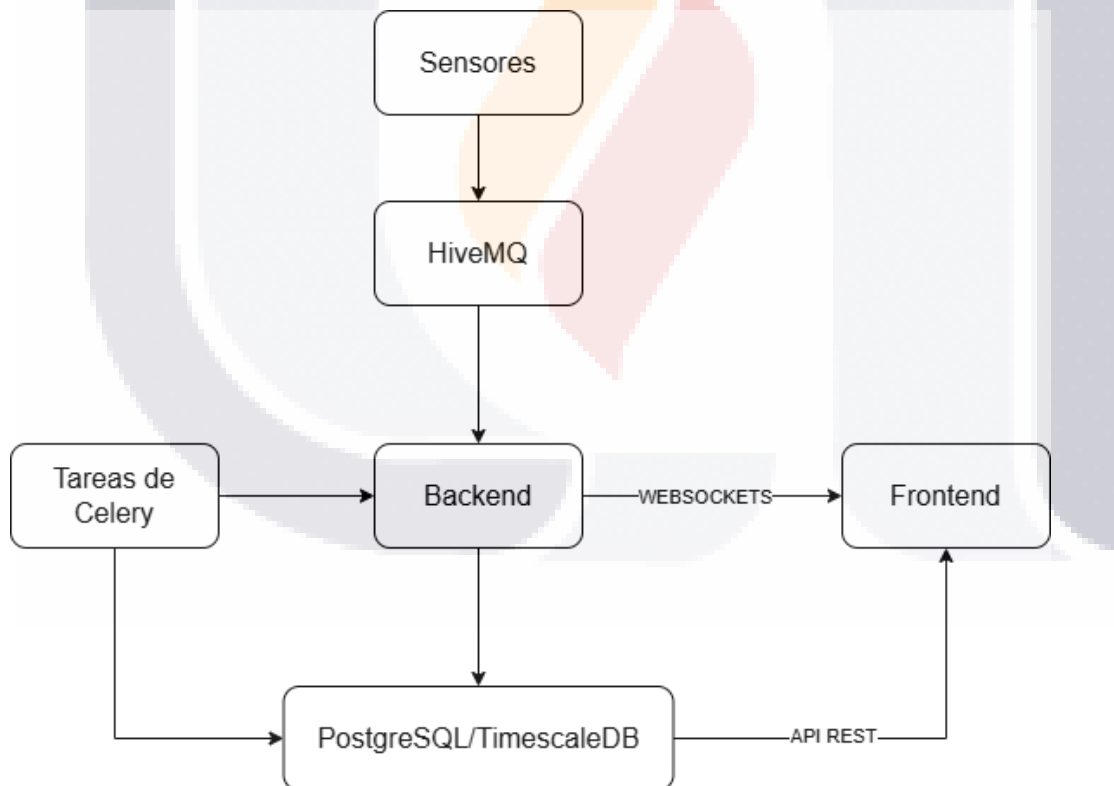 Sensores
HiveMQ
Tareas de
Celery
Backend
WEBSOCKETS
Frontend
PostgreSQL/TimescaleDB
API REST